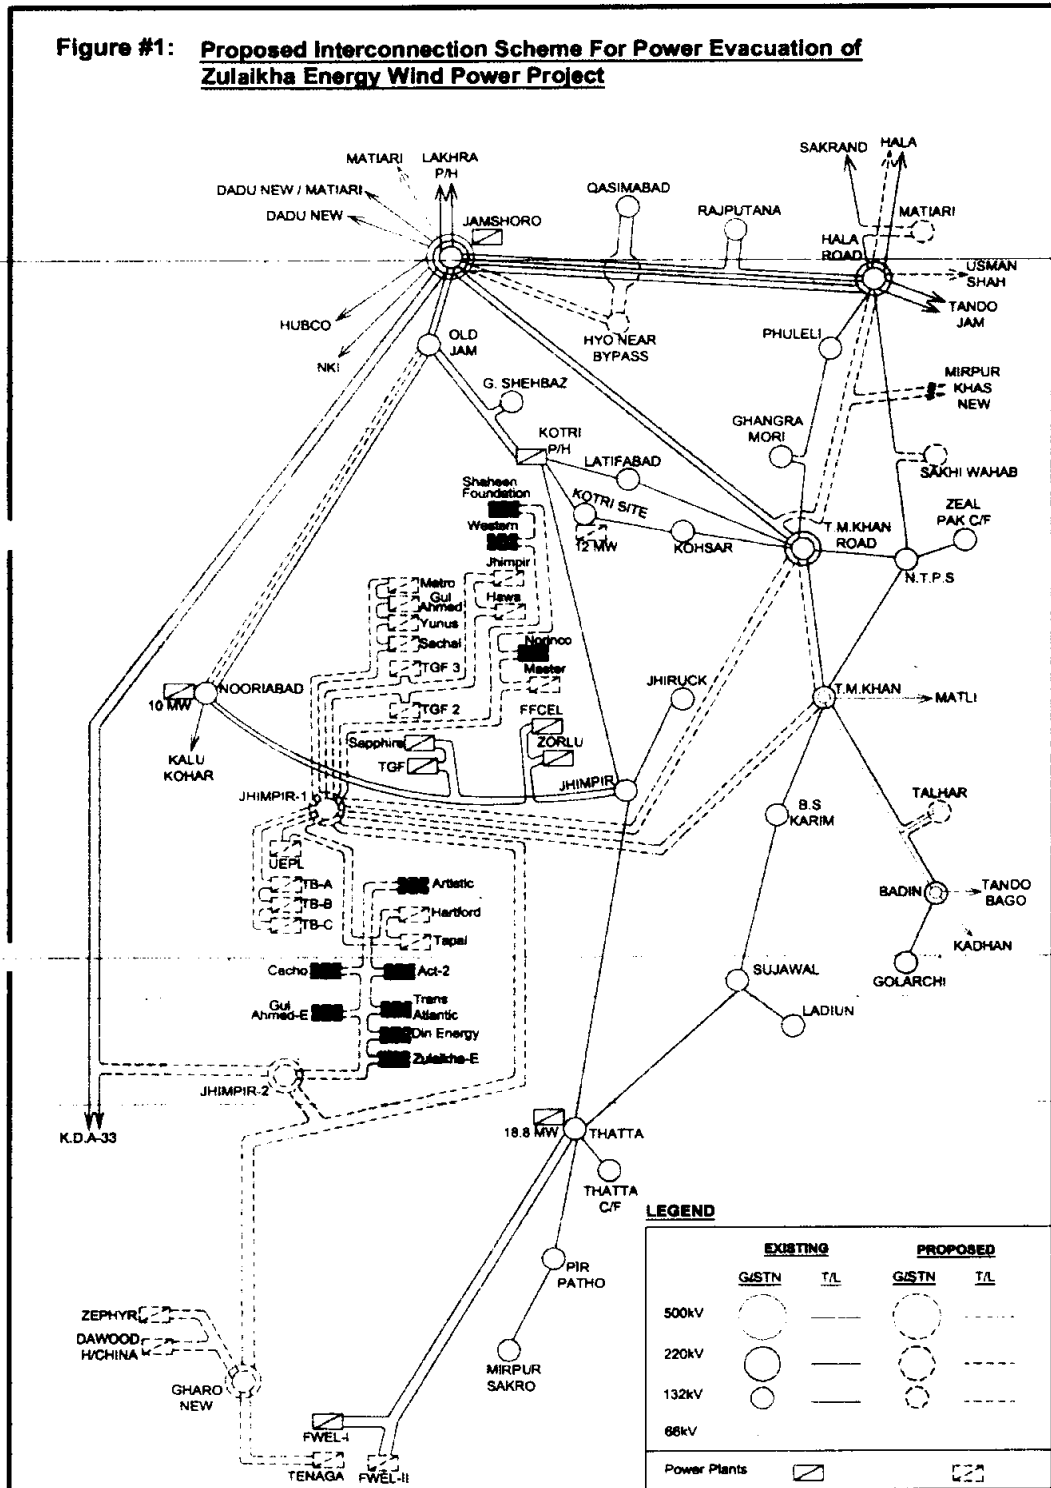 Figure #1: Proposed Interconnection Scheme For Power Evacuation of
Zulaikha Energy Wind Power Project
SAKRAND
HALA
MATIARI
LAKHRA
P/H
DADU NEW / MATIARI
DADU NEW
JAMSHORO
QASIMABAD
RAJPUTANA
MATIARI
HALA
ROAD
USMAN
SHAH
TANDO
JAM
HUBCO
NKI
OLD
JAM
HYD NEAR
BYPASS
PHULELI
MIRPUR
KHAS
NEW
G. SHEHBAZ
GHANGRA
MORI
KOTRI
P/H
LATIFABAD
SAKHI WAHAB
Shaheen
Foundation
KOTRI SITE
ZEAL
PAK C/F
Western
12 MW
KOHSAR
T.M.KHAN
ROAD
N.T.P.S
Jhimpir
Metro
Gul
Ahmed
Hawa
Yunus
Sachal
Norinco
TGF 3
Master
NOORIABAD
10 MW
JHIRUCK
T.M.KHAN
MATLI
TGF 2
FFCEL
Sapphire
ZORLU
KALU
KOHAR
TGF
JHIMPIR
JHIMPIR-1
B.S
KARIM
TALHAR
UEPL
TB-A
Artistic
BADIN
TANDO
BAGO
TB-B
Hartford
TB-C
Tapal
KADHAN
Cacho
Act-2
SUJAWAL
GOLARCHI
Gul
Ahmed-E
Trans
Atlantic
LADIUN
Din Energy
Zulaikha-E
JHIMPIR-2
K.D.A-33
18.8 MW
THATTA
THATTA
C/F
LEGEND
EXISTING PROPOSED
G/STN T/L G/STN T/L
PIR
PATHO
500kV
ZEPHYR
DAWOOD
H/CHINA
220kV
MIRPUR
SAKRO
GHARO
NEW
132kV
FWEL-I
66kV
TENAGA
FWEL-II
Power Plants